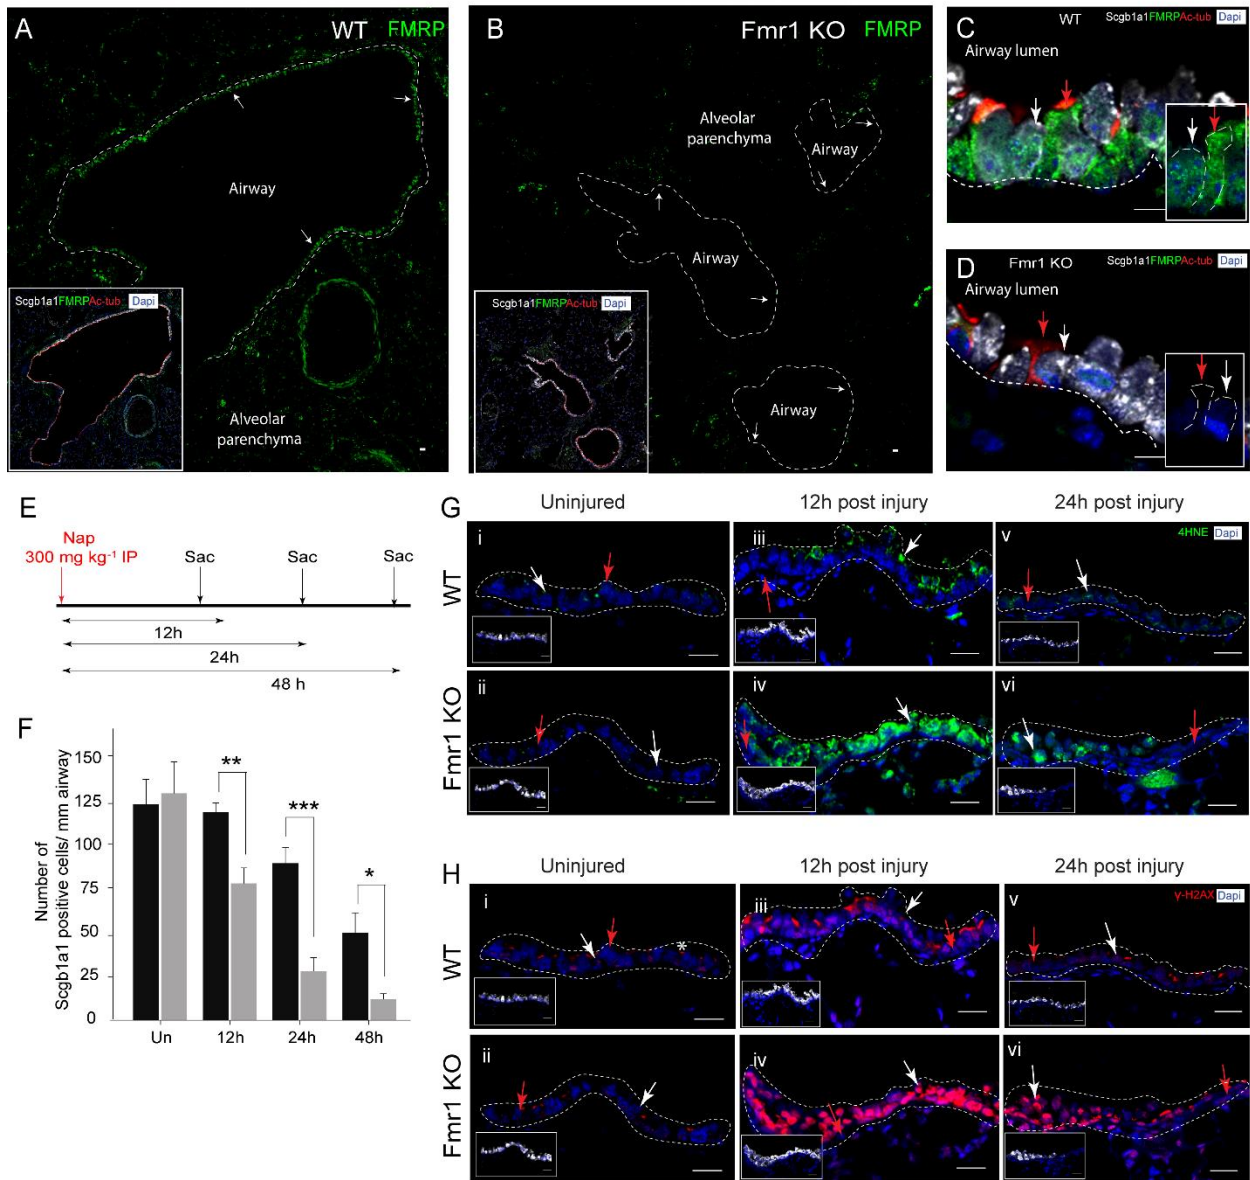 A
WT
FMRP
Airway
Alveolar
parenchyma
Scgb1a1FMRPAc-tub Dapi
B
Fmr1 KO
FMRP
Alveolar
parenchyma
Airway
Airway
Airway
Scgb1a1FMRPAc-tub Dapi
C
WT
Scgb1a1FMRPAc-tub Dapi
Airway lumen
D
Fmr1 KO
Scgb1a1FMRPAc-tub Dapi
Airway lumen
E
Nap
300 mg kg⁻¹ IP
Sac
Sac
Sac
12h
24h
48 h
F
Number of
Scgb1a1 positive cells/ mm airway
150
125
100
75
50
25
0
**
***
*
Un
12h
24h
48h
G
Uninjured
12h post injury
24h post injury
WT
i
iii
v
4HNE Dapi
Fmr1 KO
ii
iv
vi
H
Uninjured
12h post injury
24h post injury
WT
i
*
iii
v
γ-H2AX Dapi
Fmr1 KO
ii
iv
vi